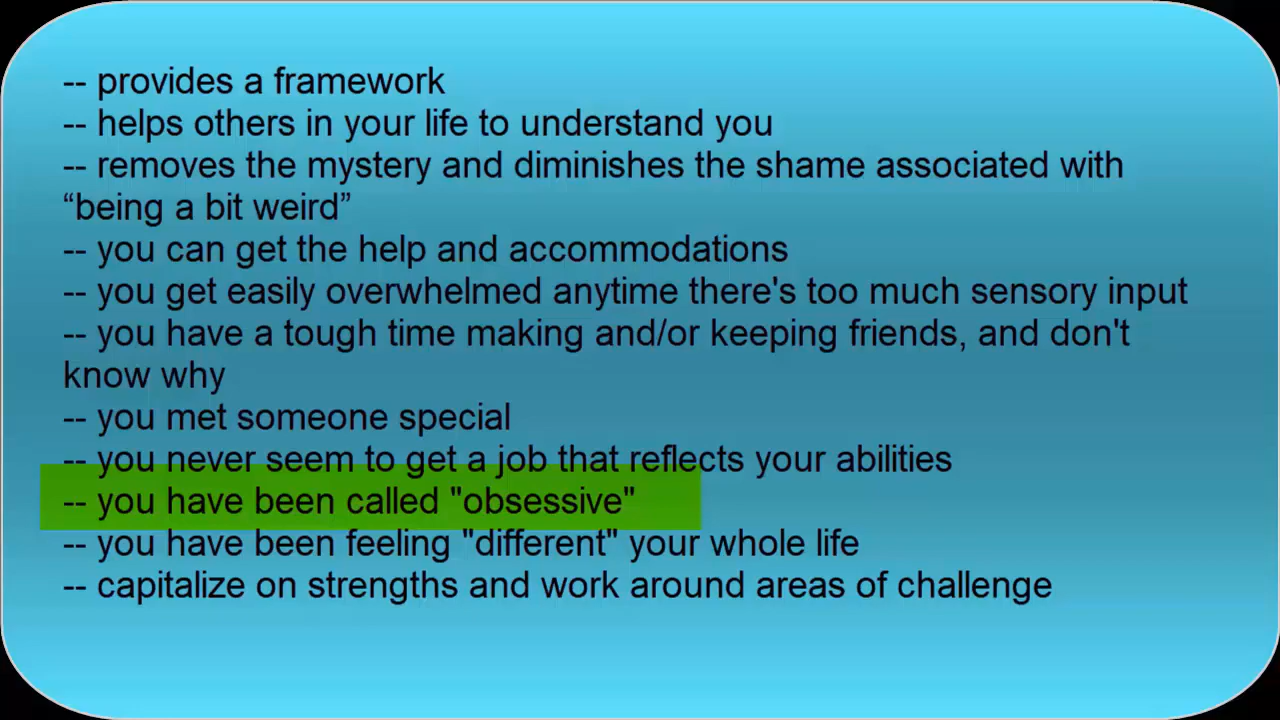 -- provides a framework
-- helps others in your life to understand you
-- removes the mystery and diminishes the shame associated with
“being a bit weird”
-- you can get the help and accommodations
-- you get easily overwhelmed anytime there's too much sensory input
-- you have a tough time making and/or keeping friends, and don't
know why
-- you met someone special
-- you never seem to get a job that reflects your abilities
-- you have been called "obsessive"
-- you have been feeling "different" your whole life
-- capitalize on strengths and work around areas of challenge